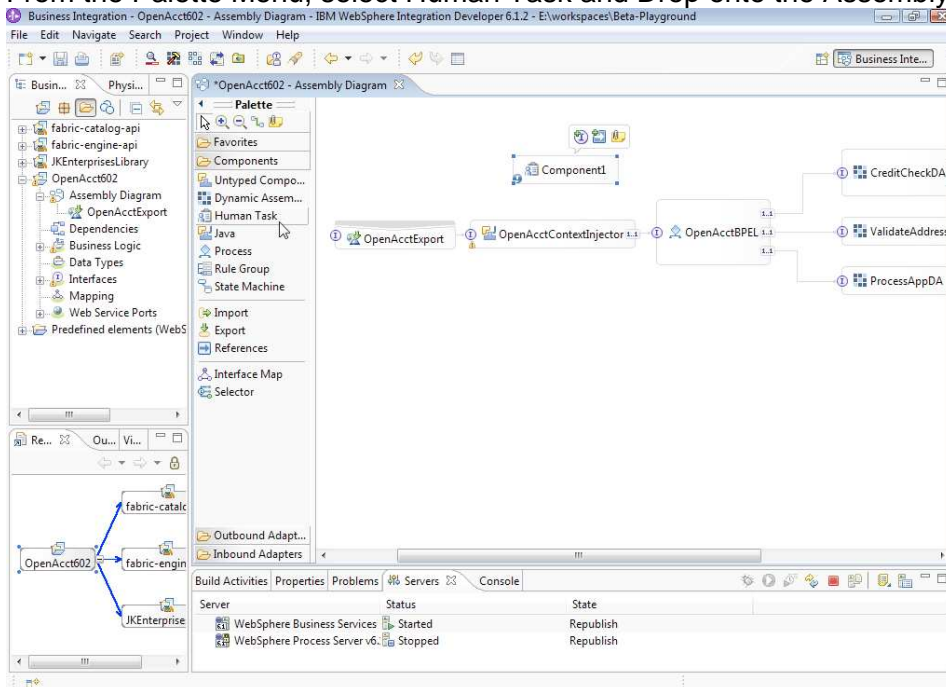 From the Palette Menu, select Human Task and Drop onto the Assembly
Business Integration - OpenAcct602 - Assembly Diagram - IBM WebSphere Integration Developer 6.1.2 - E:\workspaces\Beta-Playground
File Edit Navigate Search Project Window Help
Business Inte...
Busin... Physi...
*OpenAcct602 - Assembly Diagram
fabric-catalog-api
fabric-engine-api
JKEnterprisesLibrary
OpenAcct602
Assembly Diagram
OpenAcctExport
Dependencies
Business Logic
Data Types
Interfaces
Mapping
Web Service Ports
Predefined elements (WebS
Palette
Favorites
Components
Untyped Compo...
Dynamic Assem...
Human Task
Java
Process
Rule Group
State Machine
Import
Export
References
Interface Map
Selector
Outbound Adapt...
Inbound Adapters
Component1
OpenAcctExport
OpenAcctContextInjector 1..1
OpenAcctBPEL
1..1
1..1
1..1
CreditCheckDA
ValidateAddress
ProcessAppDA
Re... Ou... Vi...
OpenAcct602
fabric-catalo
fabric-engin
JKEnterprise
Build Activities Properties Problems Servers Console
Server Status State
WebSphere Business Services Started Republish
WebSphere Process Server v6. Stopped Republish